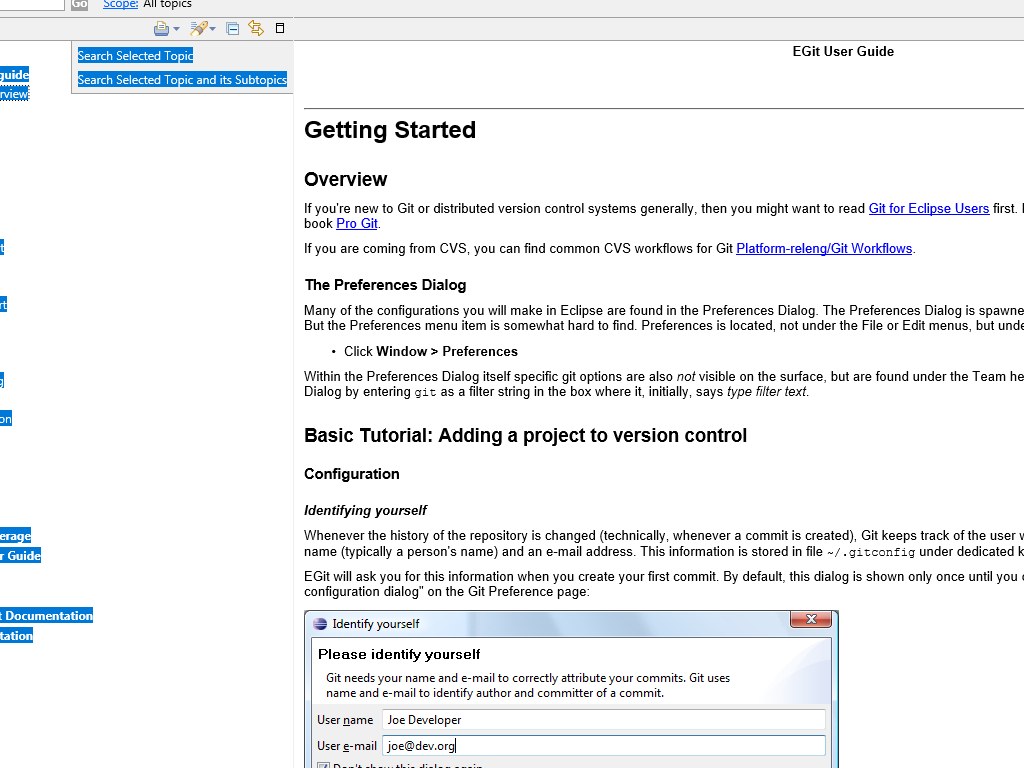 Go Scope: All topics
Search Selected Topic
Search Selected Topic and its Subtopics
guide
rview
t
rt
g
on
erage
r Guide
t Documentation
tation
EGit User Guide
Getting Started
Overview
If you're new to Git or distributed version control systems generally, then you might want to read Git for Eclipse Users first.
book Pro Git.
If you are coming from CVS, you can find common CVS workflows for Git Platform-releng/Git Workflows.
The Preferences Dialog
Many of the configurations you will make in Eclipse are found in the Preferences Dialog. The Preferences Dialog is spawne
But the Preferences menu item is somewhat hard to find. Preferences is located, not under the File or Edit menus, but unde
• Click Window > Preferences
Within the Preferences Dialog itself specific git options are also not visible on the surface, but are found under the Team he
Dialog by entering git as a filter string in the box where it, initially, says type filter text.
Basic Tutorial: Adding a project to version control
Configuration
Identifying yourself
Whenever the history of the repository is changed (technically, whenever a commit is created), Git keeps track of the user w
name (typically a person's name) and an e-mail address. This information is stored in file ~/.gitconfig under dedicated k
EGit will ask you for this information when you create your first commit. By default, this dialog is shown only once until you c
configuration dialog" on the Git Preference page:
Identify yourself
Please identify yourself
Git needs your name and e-mail to correctly attribute your commits. Git uses
name and e-mail to identify author and committer of a commit.
User name Joe Developer
User e-mail joe@dev.org
Don't show this dialog again